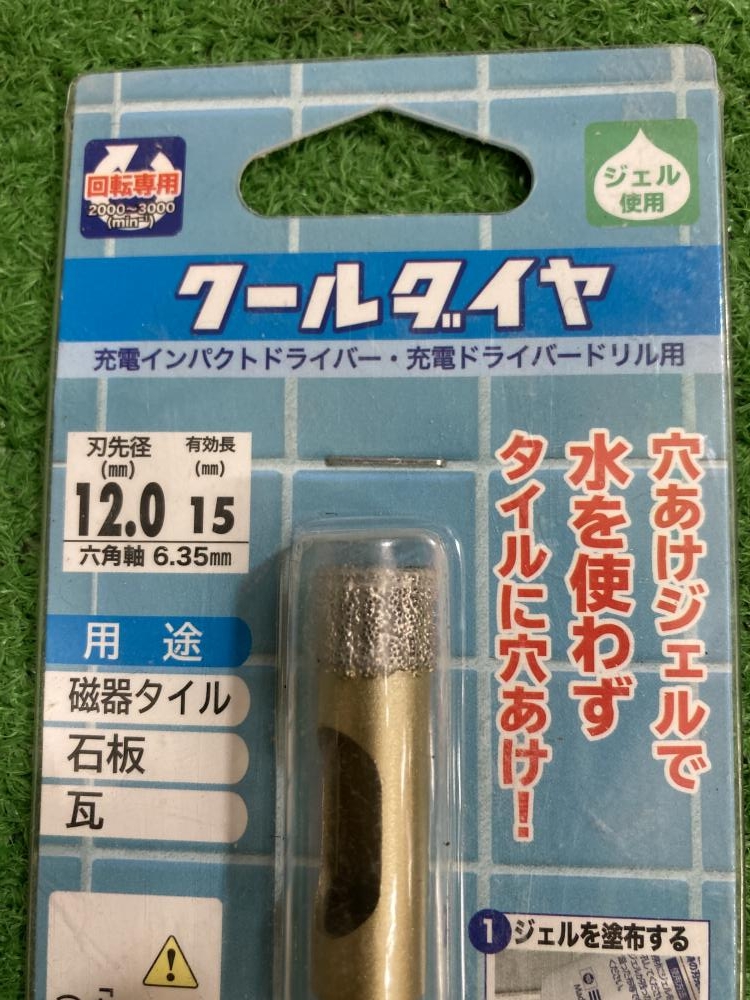 回転専用
2000〜3000
(min⁻¹)
ジェル
使用
クールダイヤ
充電インパクトドライバー・充電ドライバードリル用
刃先径
(mm)
12.0
有効長
(mm)
15
六角軸 6.35mm
穴あけジェルで
水を使わず
タイルに穴あけ!
用途
磁器タイル
石板
瓦
1 ジェルを塗布する